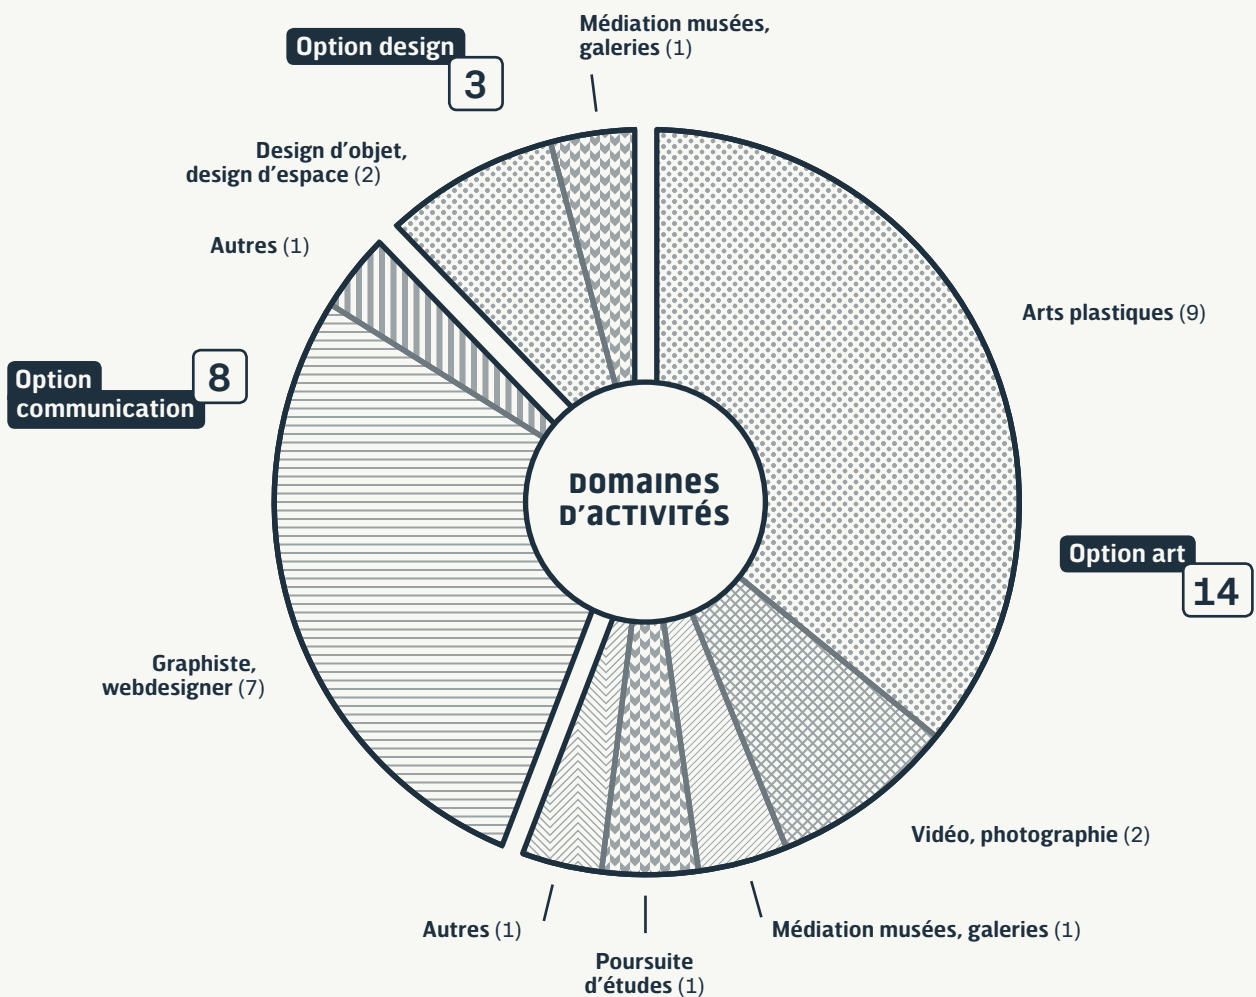 Médiation musées,
galeries (1)
Option design
3
Design d’objet,
design d’espace (2)
Autres (1)
Arts plastiques (9)
Option
communication
8
DOMAINES
D’ACTIVITÉS
Option art
14
Graphiste,
webdesigner (7)
Vidéo, photographie (2)
Autres (1)
Médiation musées, galeries (1)
Poursuite
d’études (1)